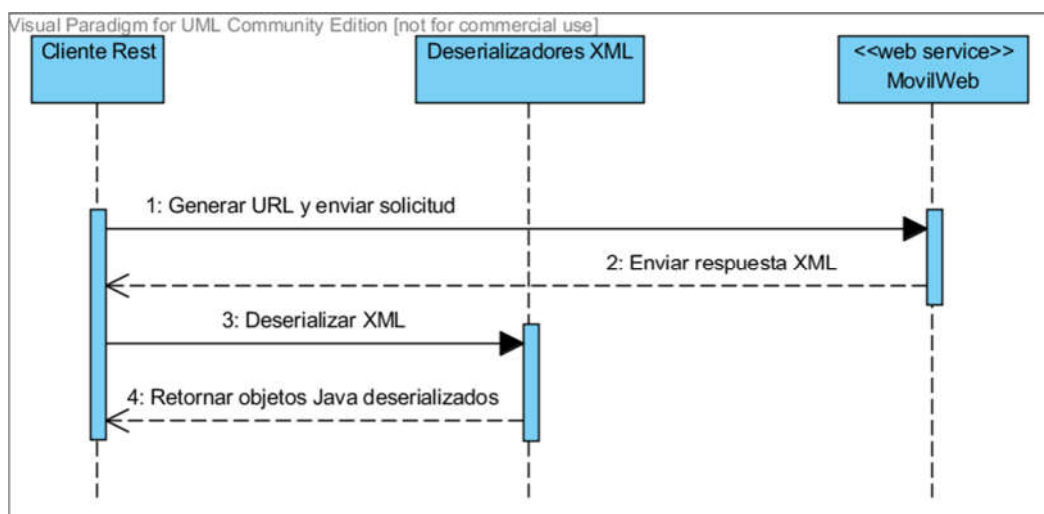 Visual Paradigm for UML Community Edition [not for commercial use]
Cliente Rest
Deserializadores XML
<<web service>>
MovilWeb
1: Generar URL y enviar solicitud
2: Enviar respuesta XML
3: Deserializar XML
4: Retornar objetos Java deserializados